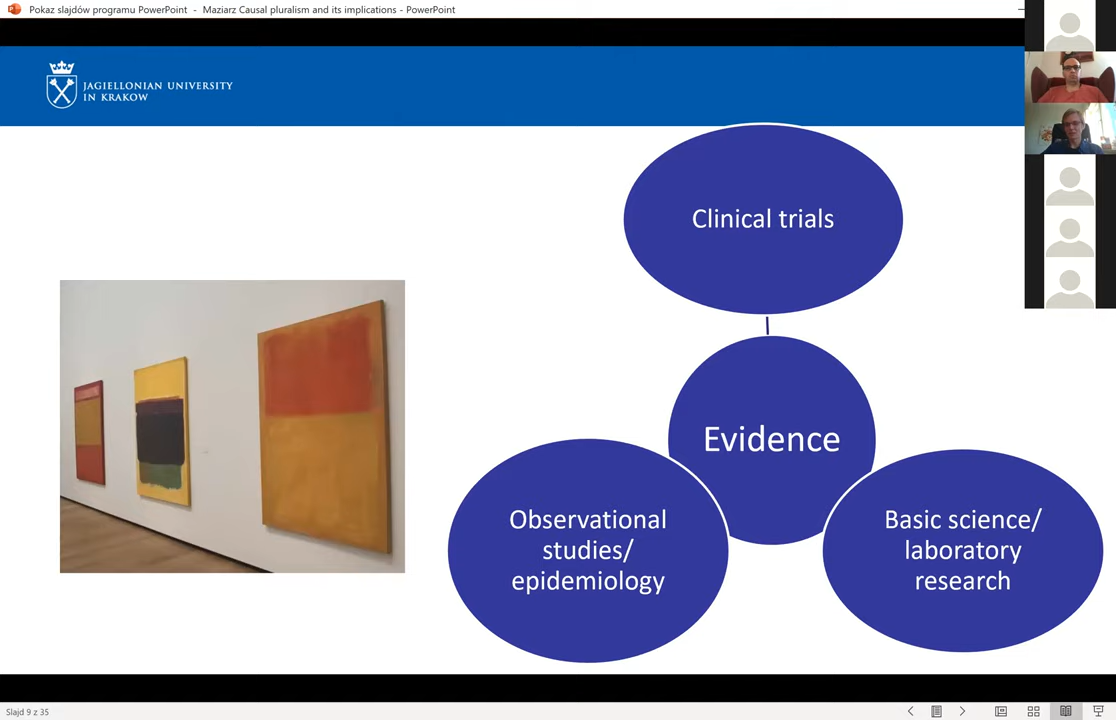 Pokaz slajdów programu PowerPoint - Maziarz Causal pluralism and its implications - PowerPoint
JAGIELLONIAN UNIVERSITY
IN KRAKOW
Clinical trials
Evidence
Observational
studies/
epidemiology
Basic science/
laboratory
research
Slajd 9 z 35